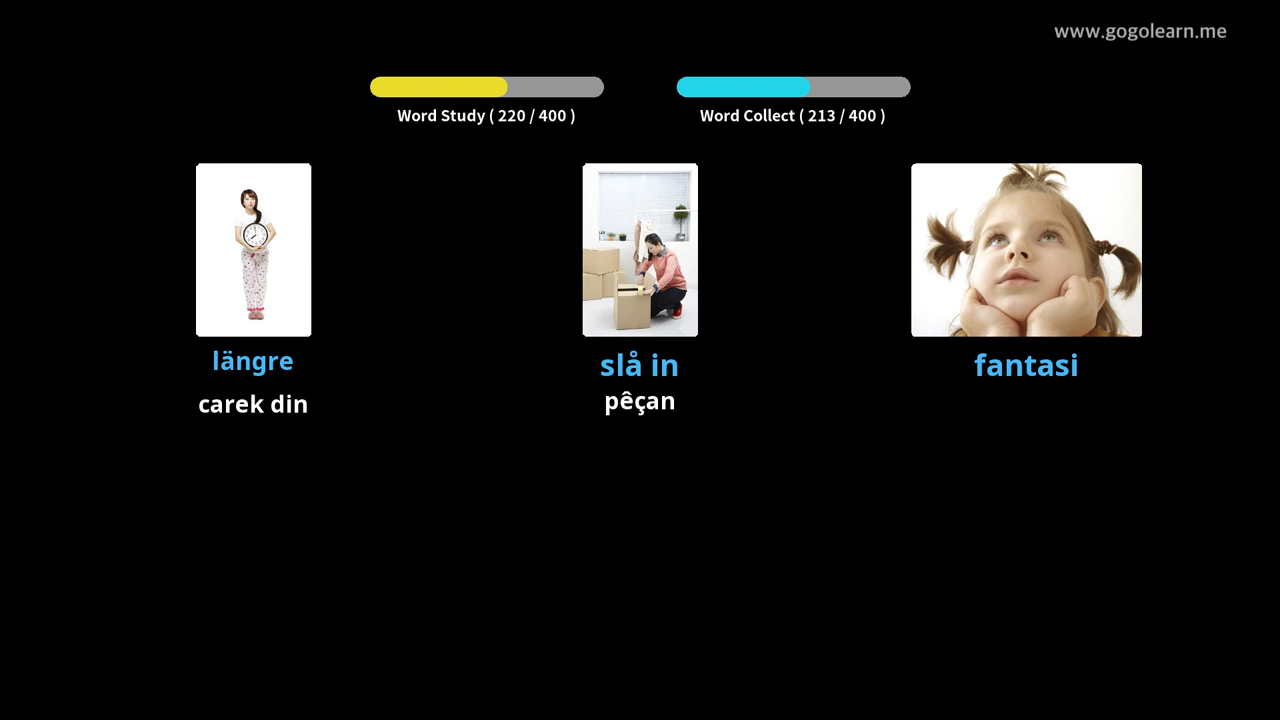 www.gogolearn.me
Word Study ( 220 / 400 )
Word Collect ( 213 / 400 )
längre
carek din
slå in
pêçan
fantasi